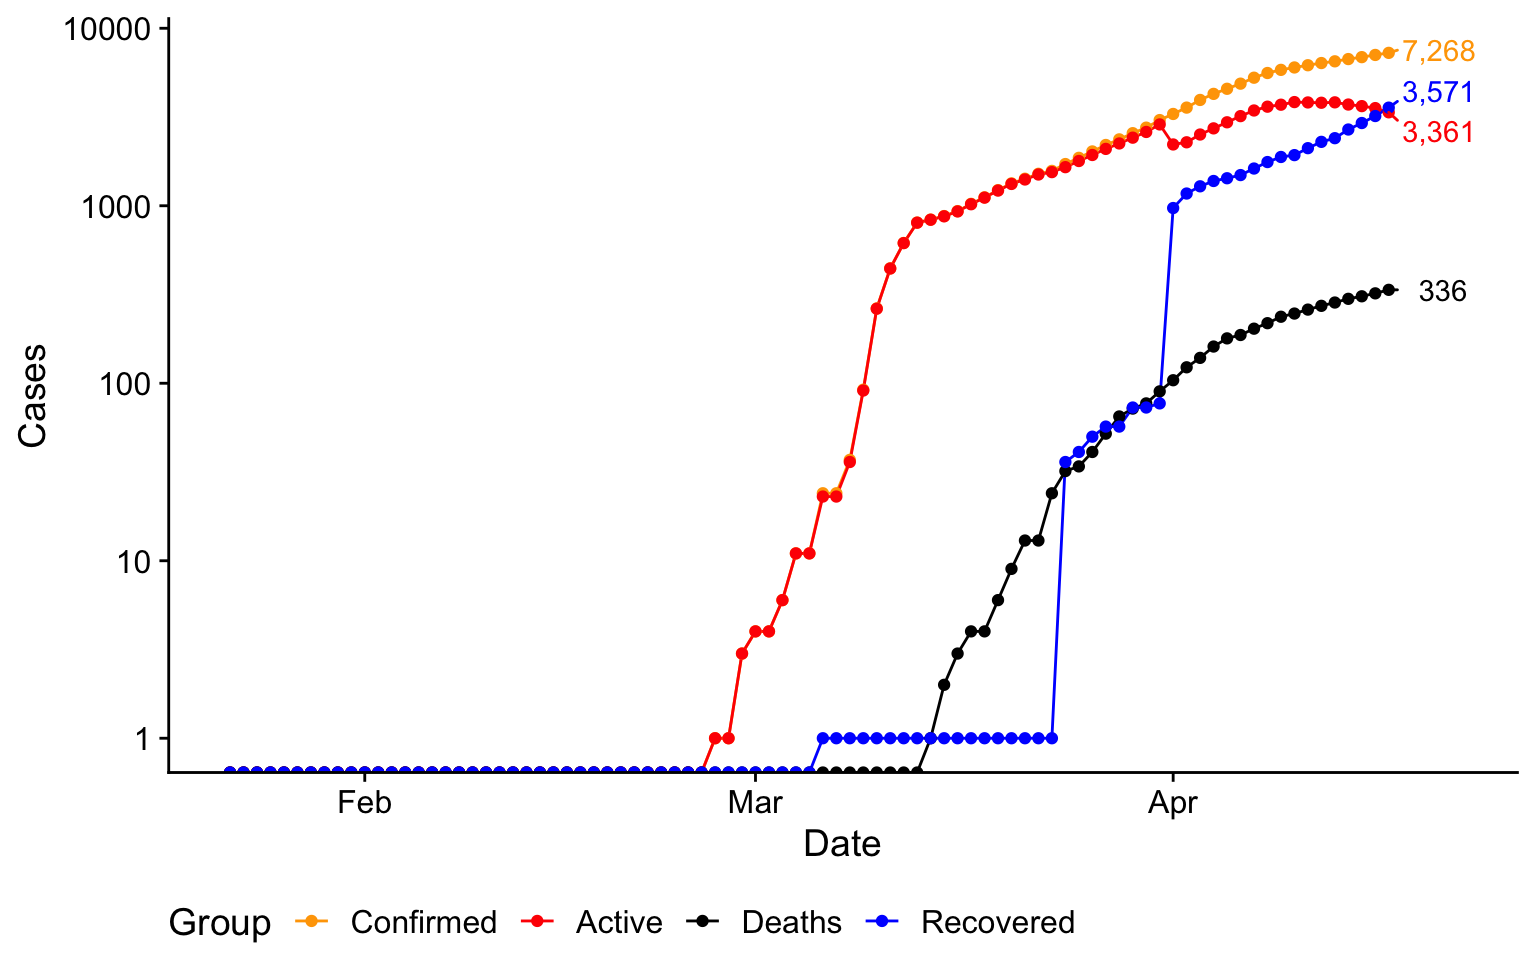 10000
1000
100
10
1
Cases
7,268
3,571
3,361
336
Feb Mar Apr
Date
Group Confirmed Active Deaths Recovered